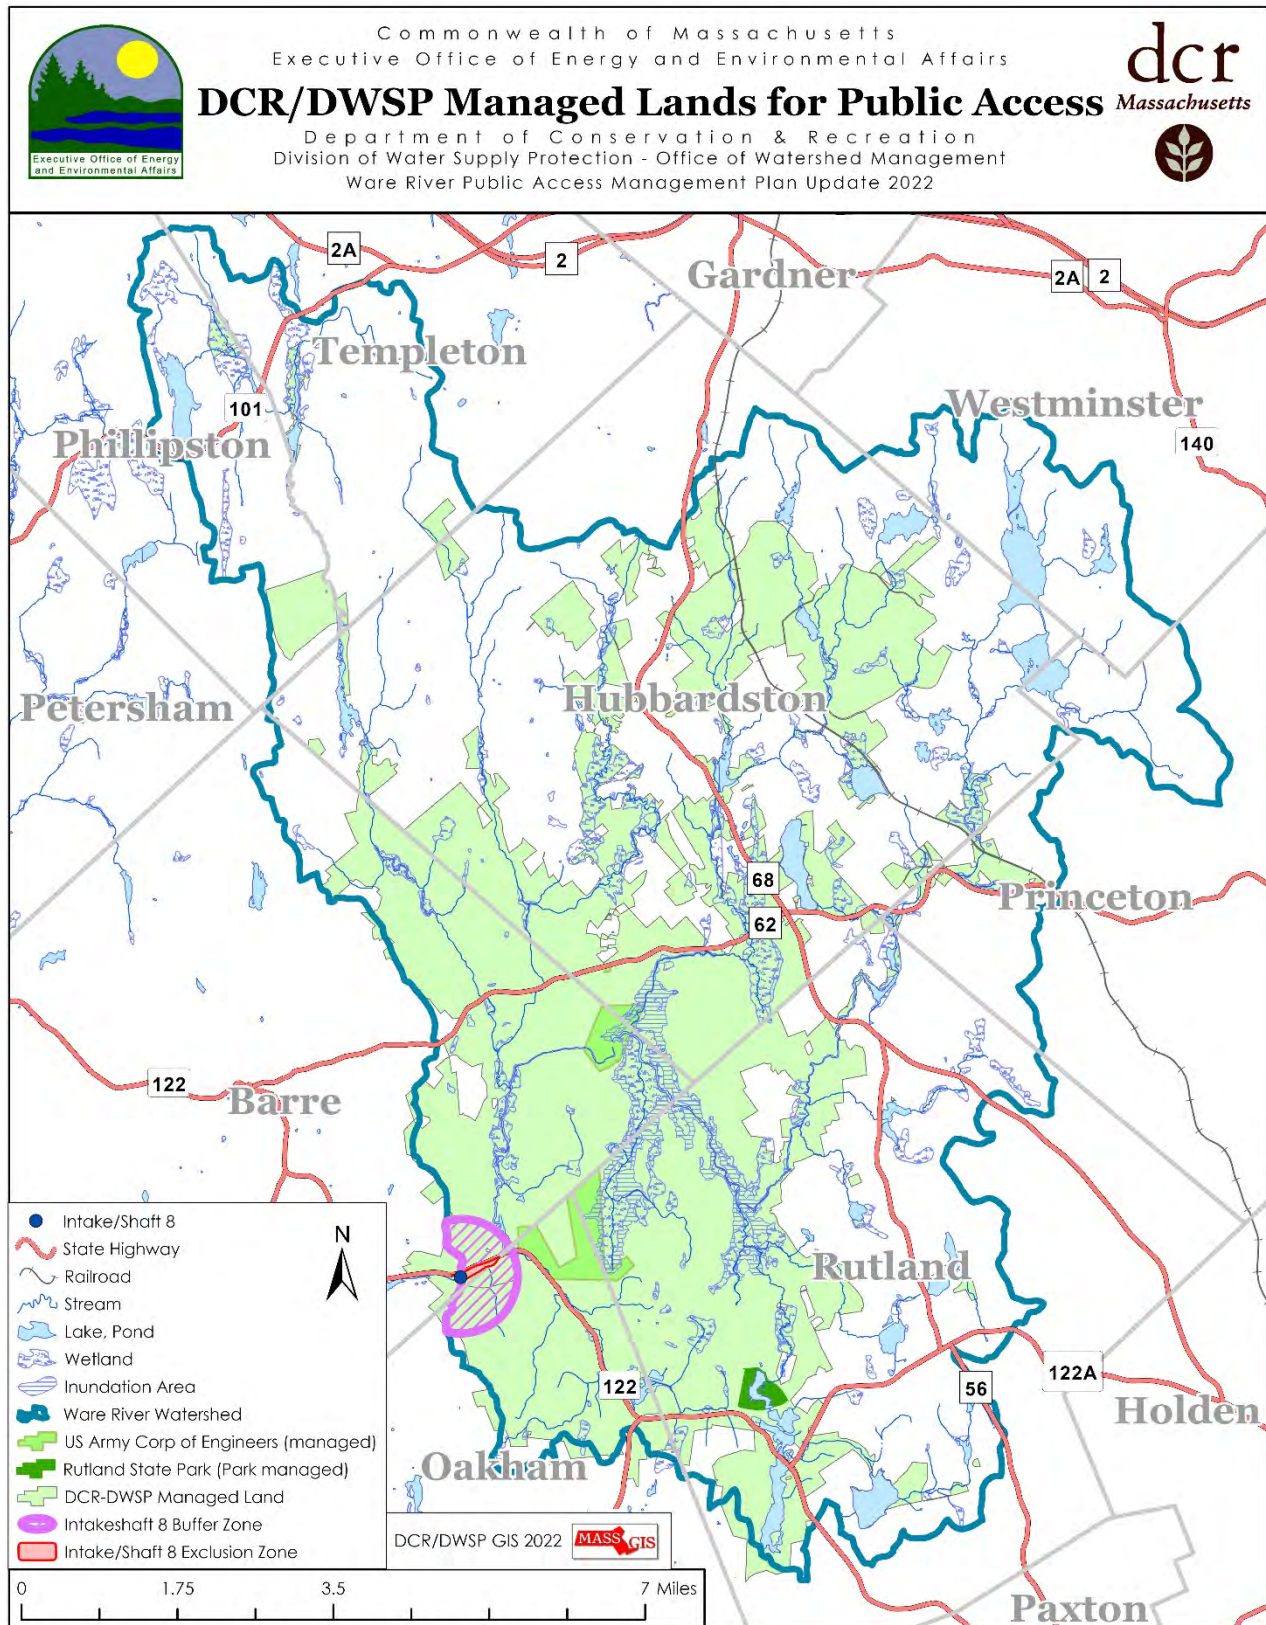 Commonwealth of Massachusetts
Executive Office of Energy and Environmental Affairs
DCR/DWSP Managed Lands for Public Access
Department of Conservation & Recreation
Division of Water Supply Protection - Office of Watershed Management
Ware River Public Access Management Plan Update 2022
Executive Office of Energy
and Environmental Affairs
dcr
Massachusetts
2A
2
Gardner
2A
2
Templeton
101
Westminster
Phillipston
140
Petersham
Hubbardston
68
Princeton
62
122
Barre
Rutland
122
56
122A
Holden
Oakham
Paxton
Intake/Shaft 8
N
State Highway
Railroad
Stream
Lake, Pond
Wetland
Inundation Area
Ware River Watershed
US Army Corp of Engineers (managed)
Rutland State Park (Park managed)
DCR-DWSP Managed Land
Intakeshaft 8 Buffer Zone
Intake/Shaft 8 Exclusion Zone
DCR/DWSP GIS 2022
MASS GIS
0 1.75 3.5 7 Miles